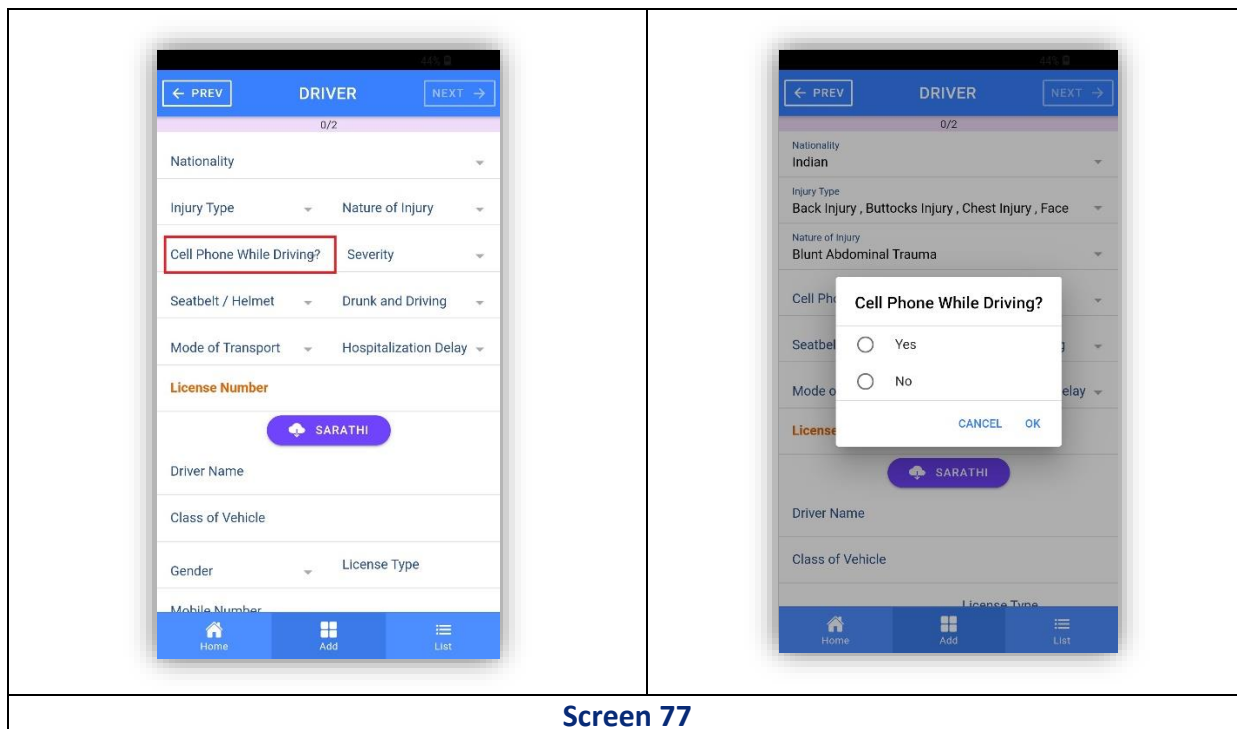 44%
← PREV DRIVER NEXT →
0/2
Nationality
Injury Type Nature of Injury
Cell Phone While Driving? Severity
Seatbelt / Helmet Drunk and Driving
Mode of Transport Hospitalization Delay
License Number
SARATHI
Driver Name
Class of Vehicle
Gender License Type
Mobile Number
Home Add List
44%
← PREV DRIVER NEXT →
0/2
Nationality
Indian
Injury Type
Back Injury , Buttocks Injury , Chest Injury , Face
Nature of Injury
Blunt Abdominal Trauma
Cell Ph
Cell Phone While Driving?
Seatbel
Yes
No
Mode o elay
License
CANCEL OK
SARATHI
Driver Name
Class of Vehicle
License Type
Home Add List
Screen 77